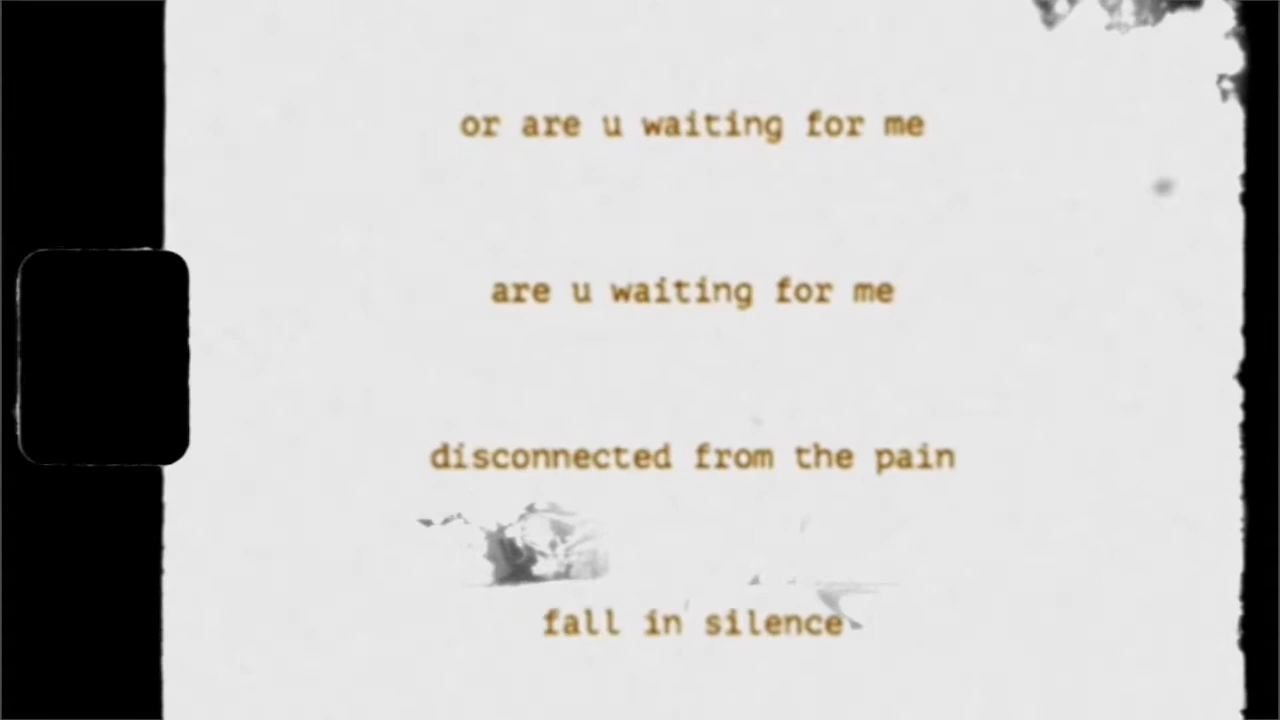 or are u waiting for me
are u waiting for me
disconnected from the pain
fall in silence